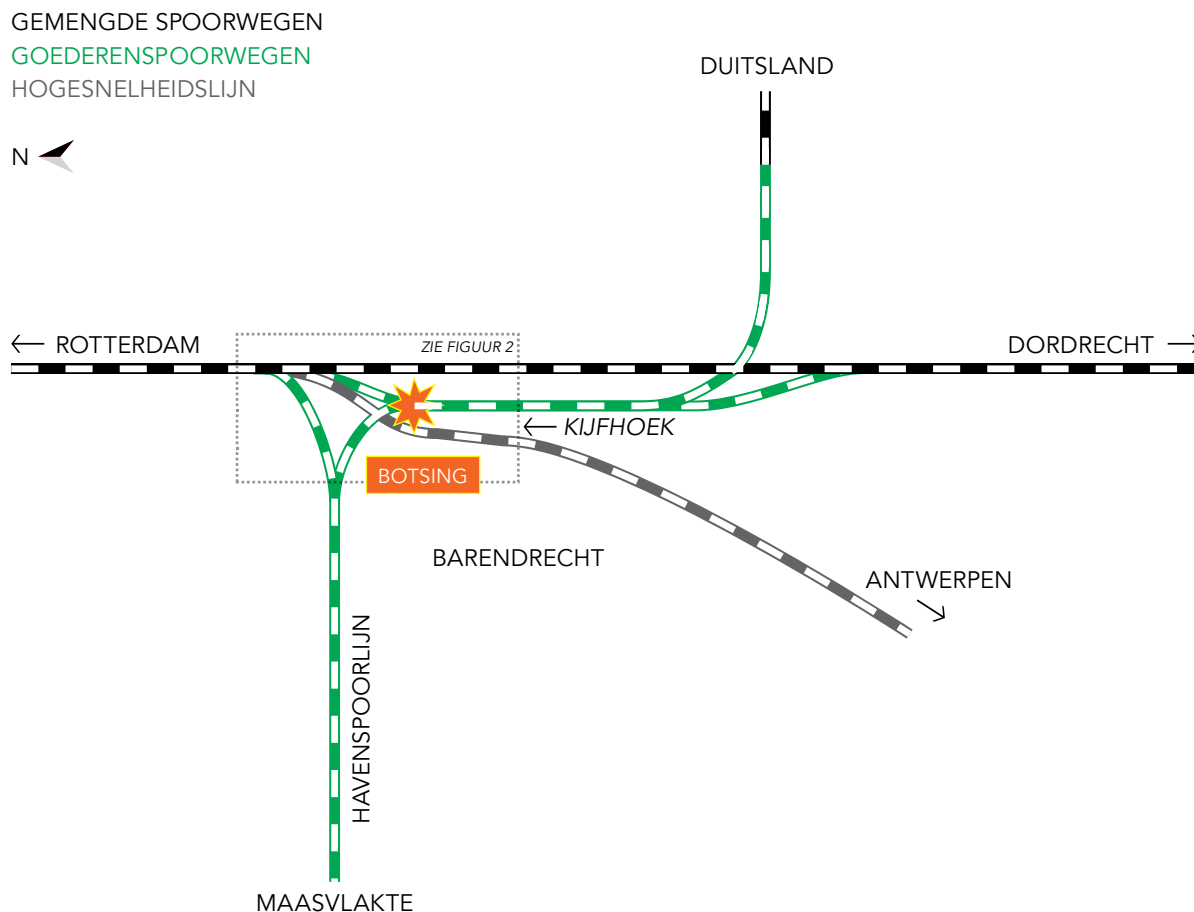 GEMENGDE SPOORWEGEN
GOEDERENSPOORWEGEN
HOGESNELHEIDSLIJN
DUITSLAND
N
← ROTTERDAM
ZIE FIGUUR 2
DORDRECHT →
← KIJFHOEK
BOTSING
BARENDRECHT
ANTWERPEN
HAVENSPOORLIJN
MAASVLAKTE